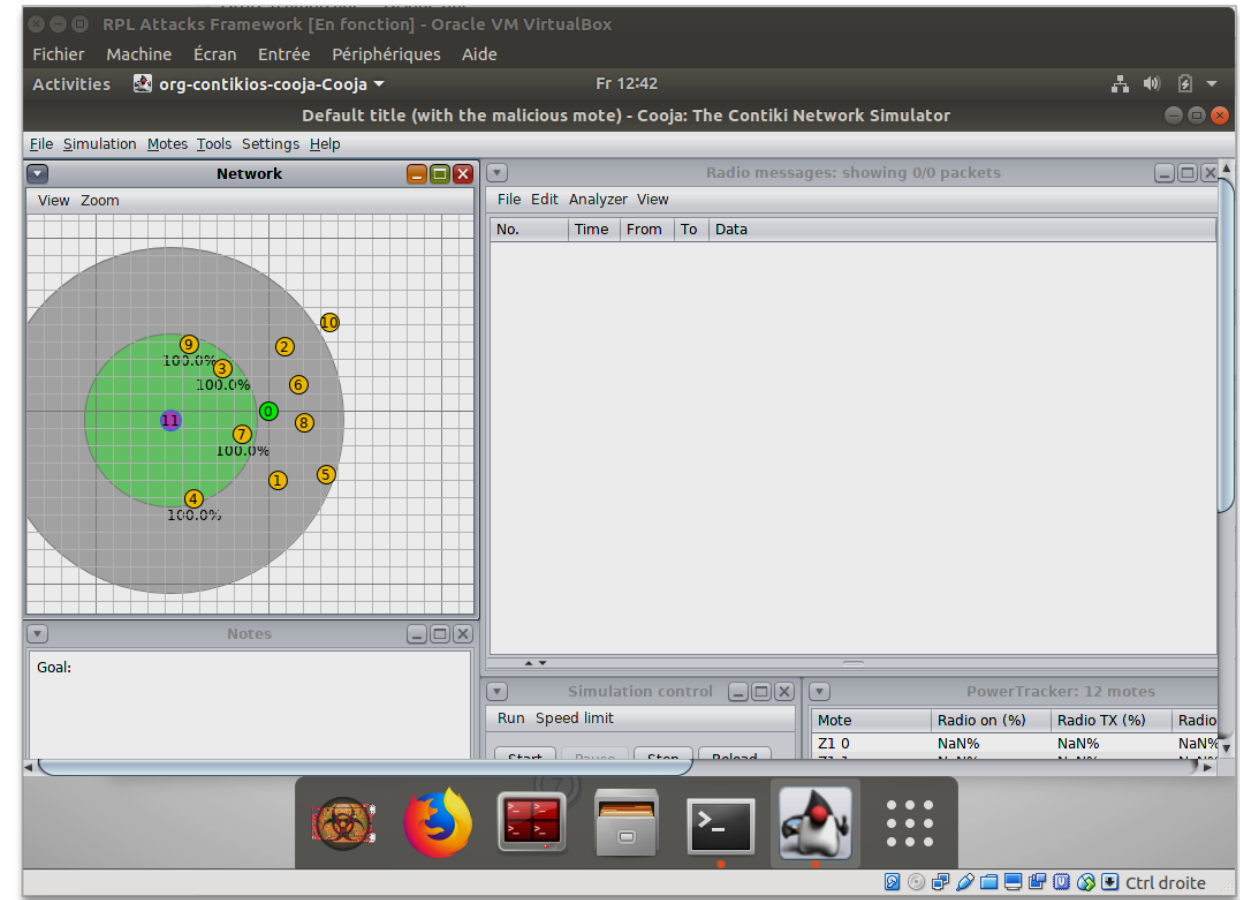 RPL Attacks Framework [En fonction] - Oracle VM VirtualBox
Fichier Machine Écran Entrée Périphériques Aide
Activities org-contikios-cooja-Cooja Fr 12:42
Default title (with the malicious mote) - Cooja: The Contiki Network Simulator
File Simulation Motes Tools Settings Help
Network
View Zoom
10
9
2
100.0%
3
100.0%
6
0
11
8
7
100.0%
5
1
4
100.0%
Notes
Goal:
Radio messages: showing 0/0 packets
File Edit Analyzer View
No. Time From To Data
Simulation control
Run Speed limit
Start Pause Stop Reload
PowerTracker: 12 motes
Mote Radio on (%) Radio TX (%) Radio
Z1 0 NaN% NaN% NaN%
Ctrl droite